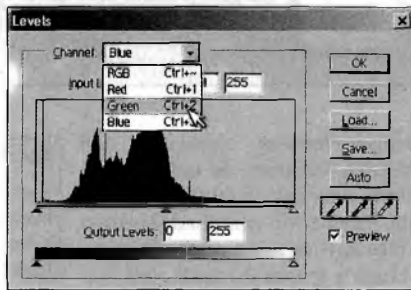 Levels
Channel: Blue
RGB Ctrl+~
Red Ctrl+1
Green Ctrl+2
Blue
Input 255
Output Levels: 0 255
OK
Cancel
Load...
Save...
Auto
Preview